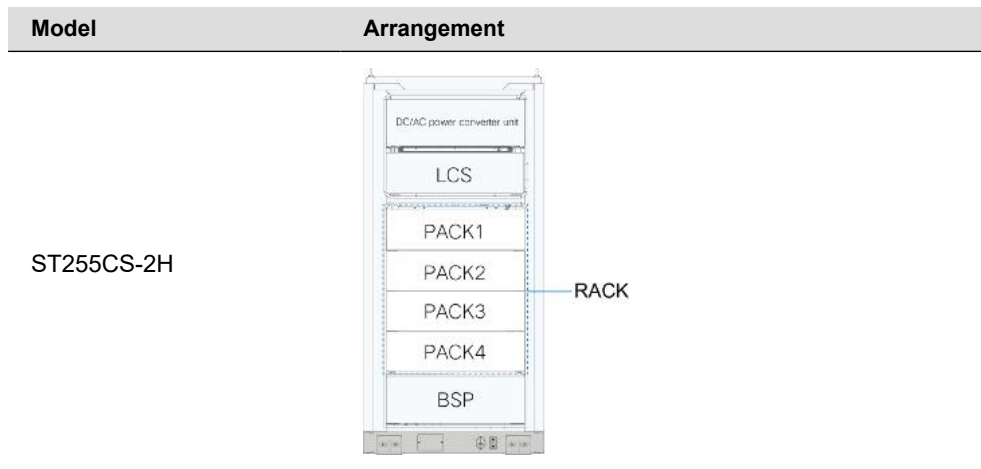 Model Arrangement
DC/AC power converter unit
LCS
PACK1
PACK2
ST255CS-2H
RACK
PACK3
PACK4
BSP